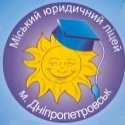 Міський юридичний ліцей
м. Дніпропетровськ